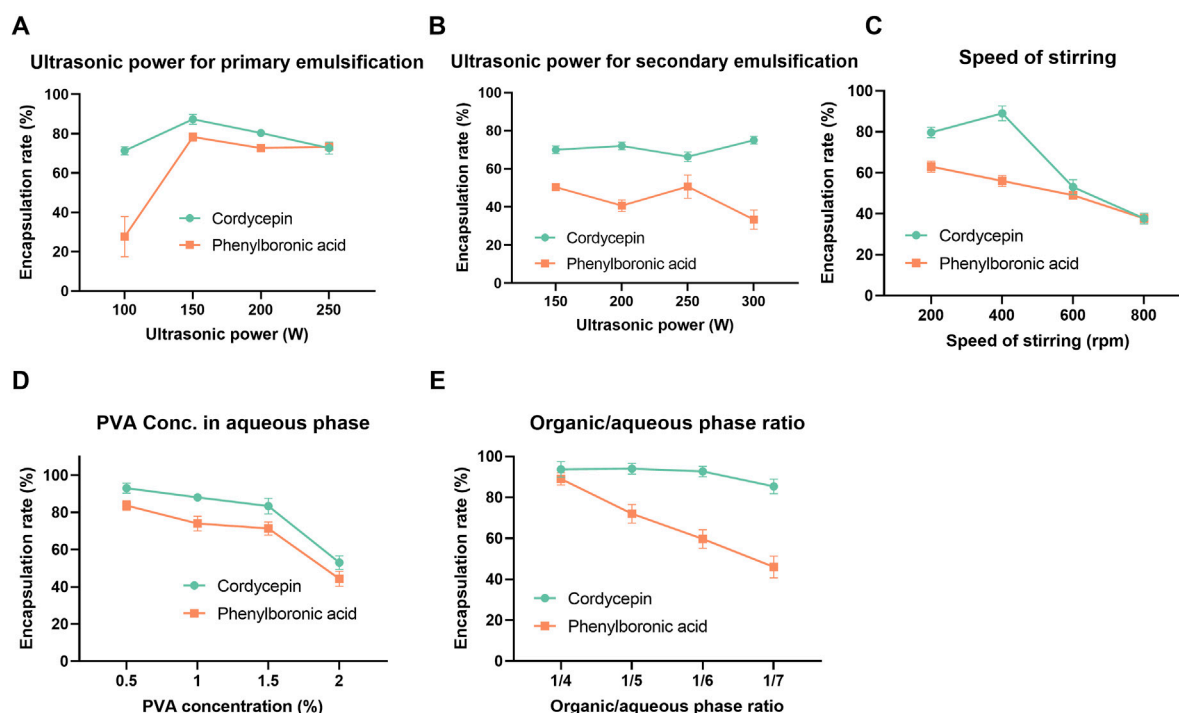 A
Ultrasonic power for primary emulsification
Encapsulation rate (%)
100
80
60
40
20
0
Cordycepin
Phenylboronic acid
100 150 200 250
Ultrasonic power (W)
B
Ultrasonic power for secondary emulsification
Encapsulation rate (%)
100
80
60
40
20
0
Cordycepin
Phenylboronic acid
150 200 250 300
Ultrasonic power (W)
C
Speed of stirring
Encapsulation rate (%)
100
80
60
40
20
0
Cordycepin
Phenylboronic acid
200 400 600 800
Speed of stirring (rpm)
D
PVA Conc. in aqueous phase
Encapsulation rate (%)
100
80
60
40
20
0
Cordycepin
Phenylboronic acid
0.5 1 1.5 2
PVA concentration (%)
E
Organic/aqueous phase ratio
Encapsulation rate (%)
100
80
60
40
20
0
Cordycepin
Phenylboronic acid
1/4 1/5 1/6 1/7
Organic/aqueous phase ratio